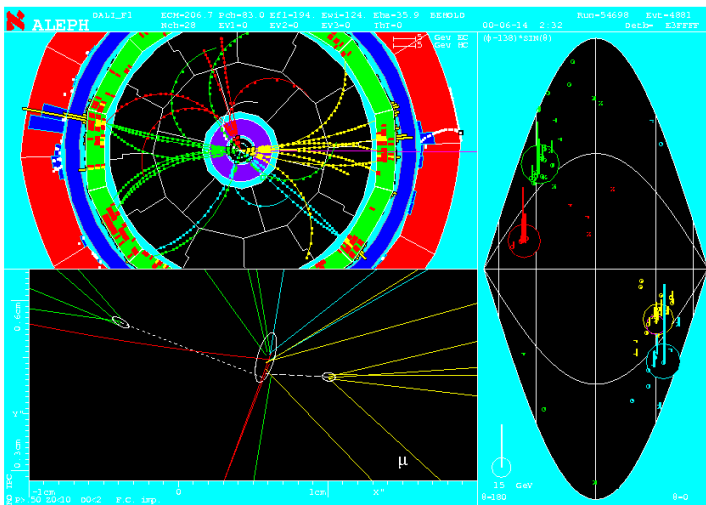 ALEPH
DALI_F1 ECM=206.7 Pch=83.0 Efl=194. Ewi=124 Eha=35.9 BEHOLD
Nch=28 EV1=0 EV2=0 EV3=0 ThT=0
00-06-14 2:32 Run=54698 Evt=4881
(φ-138)*SIN(θ)
5 Gev EC
5 Gev HC
0.6cm
μ
-1cm 0 1cm X"
15 GeV
θ=180 θ=0